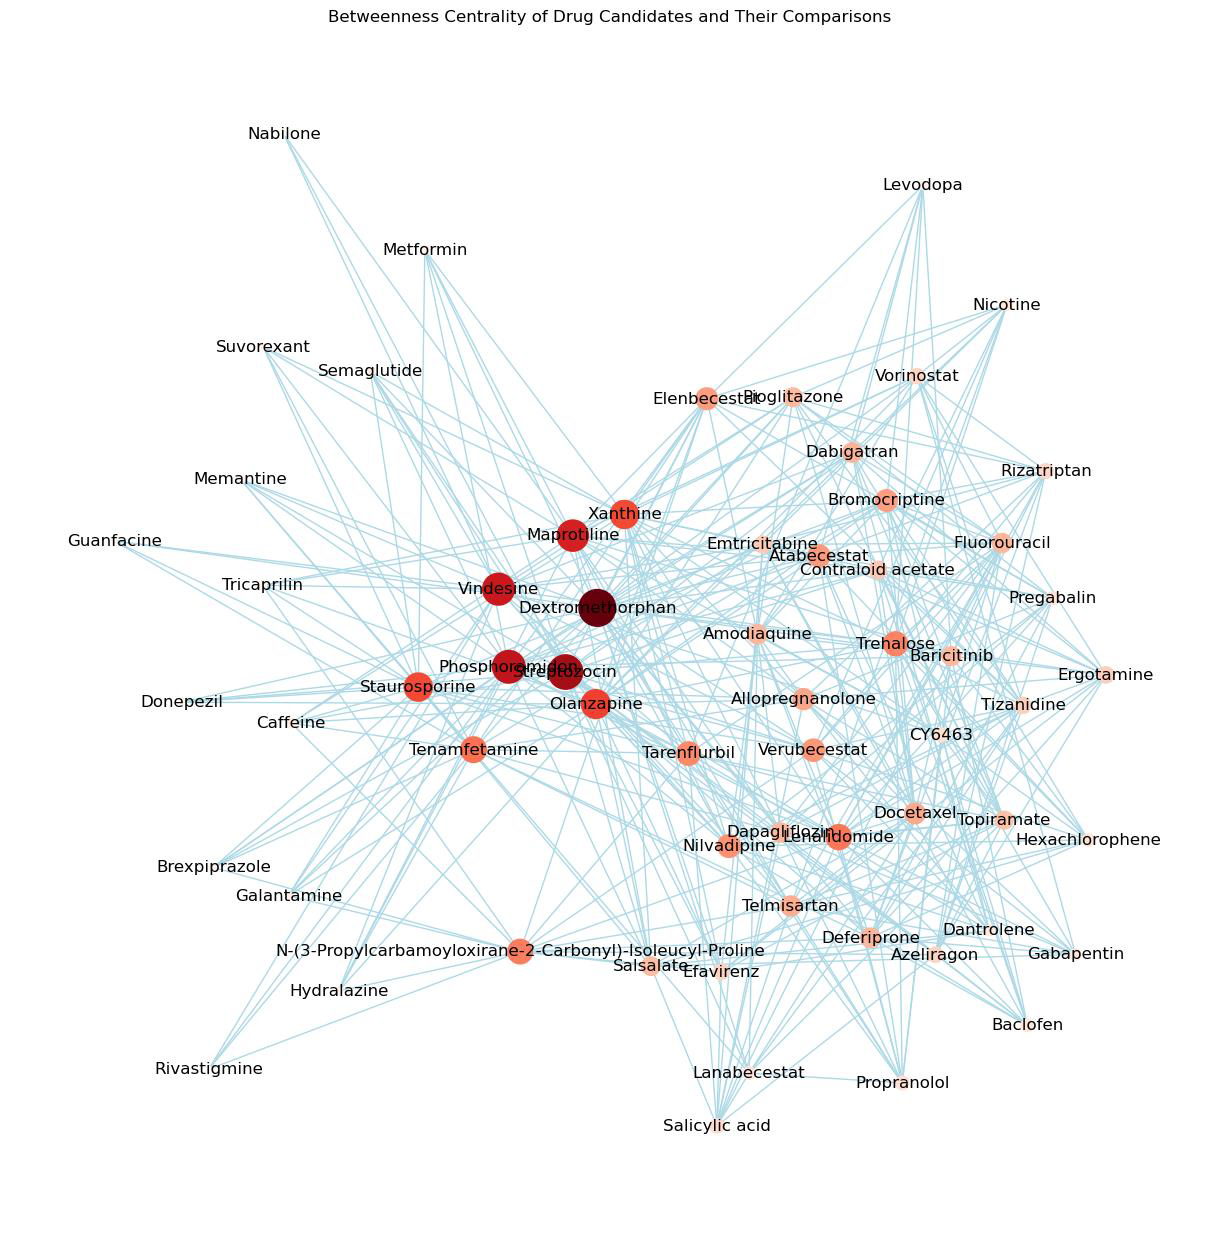 Betweenness Centrality of Drug Candidates and Their Comparisons
Nabilone
Levodopa
Metformin
Nicotine
Suvorexant
Semaglutide
Vorinostat
Elenbecestat
Pioglitazone
Dabigatran
Rizatriptan
Memantine
Bromocriptine
Xanthine
Maprotiline
Guanfacine
Emtricitabine
Fluorouracil
Atabecestat
Contraloid acetate
Tricaprilin
Vindesine
Pregabalin
Dextromethorphan
Amodiaquine
Trehalose
Baricitinib
Phosphoramidon
Streptozocin
Ergotamine
Staurosporine
Allopregnanolone
Donepezil
Olanzapine
Tizanidine
Caffeine
CY6463
Tenamfetamine
Tarenflurbil
Verubecestat
Docetaxel
Topiramate
Dapagliflozin
Lenalidomide
Hexachlorophene
Nilvadipine
Brexpiprazole
Galantamine
Telmisartan
Dantrolene
Deferiprone
N-(3-Propylcarbamoyloxirane-2-Carbonyl)-Isoleucyl-Proline
Azeliragon
Gabapentin
Salsalate
Efavirenz
Hydralazine
Baclofen
Rivastigmine
Lanabecestat
Propranolol
Salicylic acid